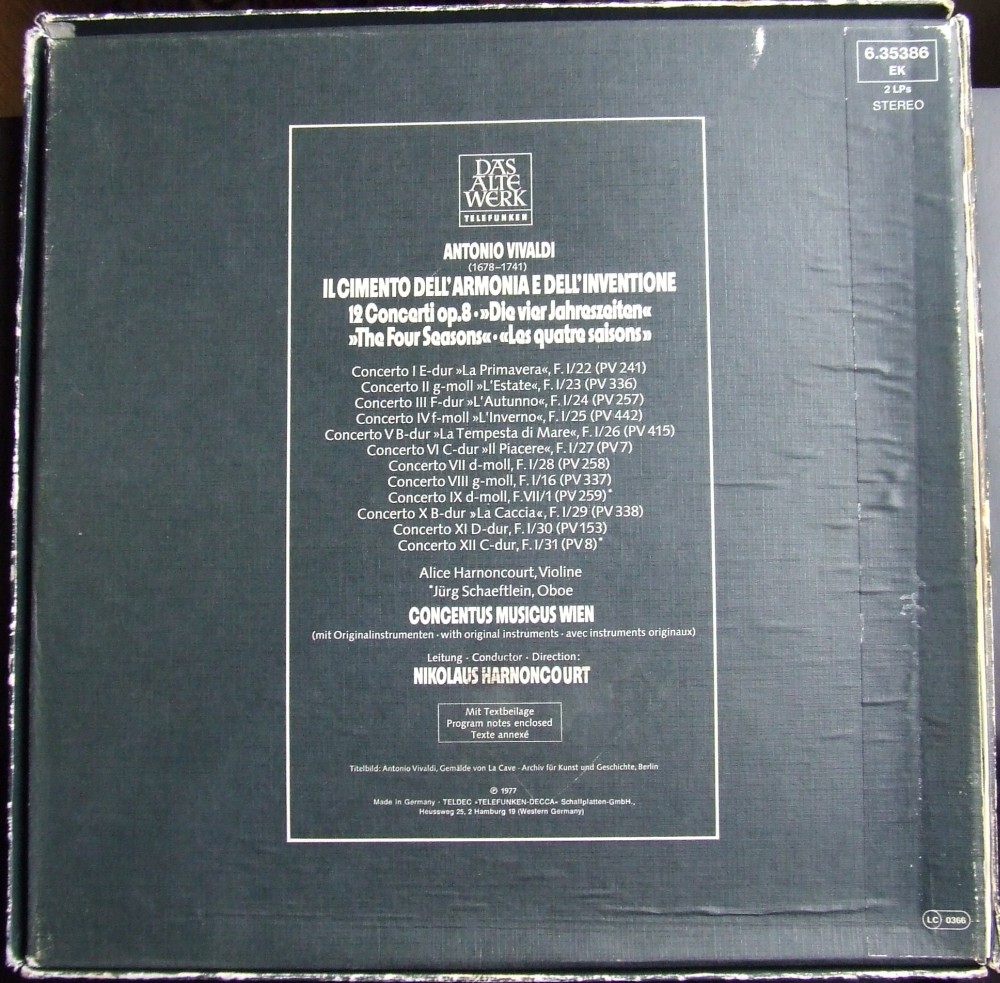 6.35386
EK
2 LPs
STEREO
DAS
ALTE
WERK
TELEFUNKEN
ANTONIO VIVALDI
(1678–1741)
IL CIMENTO DELL'ARMONIA E DELL'INVENTIONE
12 Concerti op.8 · »Die vier Jahreszeiten«
»The Four Seasons« · «Les quatre saisons»
Concerto I E-dur »La Primavera«, F. I/22 (PV 241)
Concerto II g-moll »L'Estate«, F. I/23 (PV 336)
Concerto III F-dur »L'Autunno«, F. I/24 (PV 257)
Concerto IV f-moll »L'Inverno«, F. I/25 (PV 442)
Concerto V B-dur »La Tempesta di Mare«, F. I/26 (PV 415)
Concerto VI C-dur »Il Piacere«, F. I/27 (PV 7)
Concerto VII d-moll, F. I/28 (PV 258)
Concerto VIII g-moll, F. I/16 (PV 337)
Concerto IX d-moll, F. VII/1 (PV 259)*
Concerto X B-dur »La Caccia«, F. I/29 (PV 338)
Concerto XI D-dur, F. I/30 (PV 153)
Concerto XII C-dur, F. I/31 (PV 8)*
Alice Harnoncourt, Violine
*Jürg Schaeftlein, Oboe
CONCENTUS MUSICUS WIEN
(mit Originalinstrumenten · with original instruments · avec instruments originaux)
Leitung · Conductor · Direction:
NIKOLAUS HARNONCOURT
Mit Textbeilage
Program notes enclosed
Texte annexé
Titelbild: Antonio Vivaldi, Gemälde von La Cave · Archiv für Kunst und Geschichte, Berlin
℗ 1977
Made in Germany · TELDEC »TELEFUNKEN-DECCA« Schallplatten-GmbH.,
Heussweg 25, 2 Hamburg 19 (Western Germany)
LC 0366